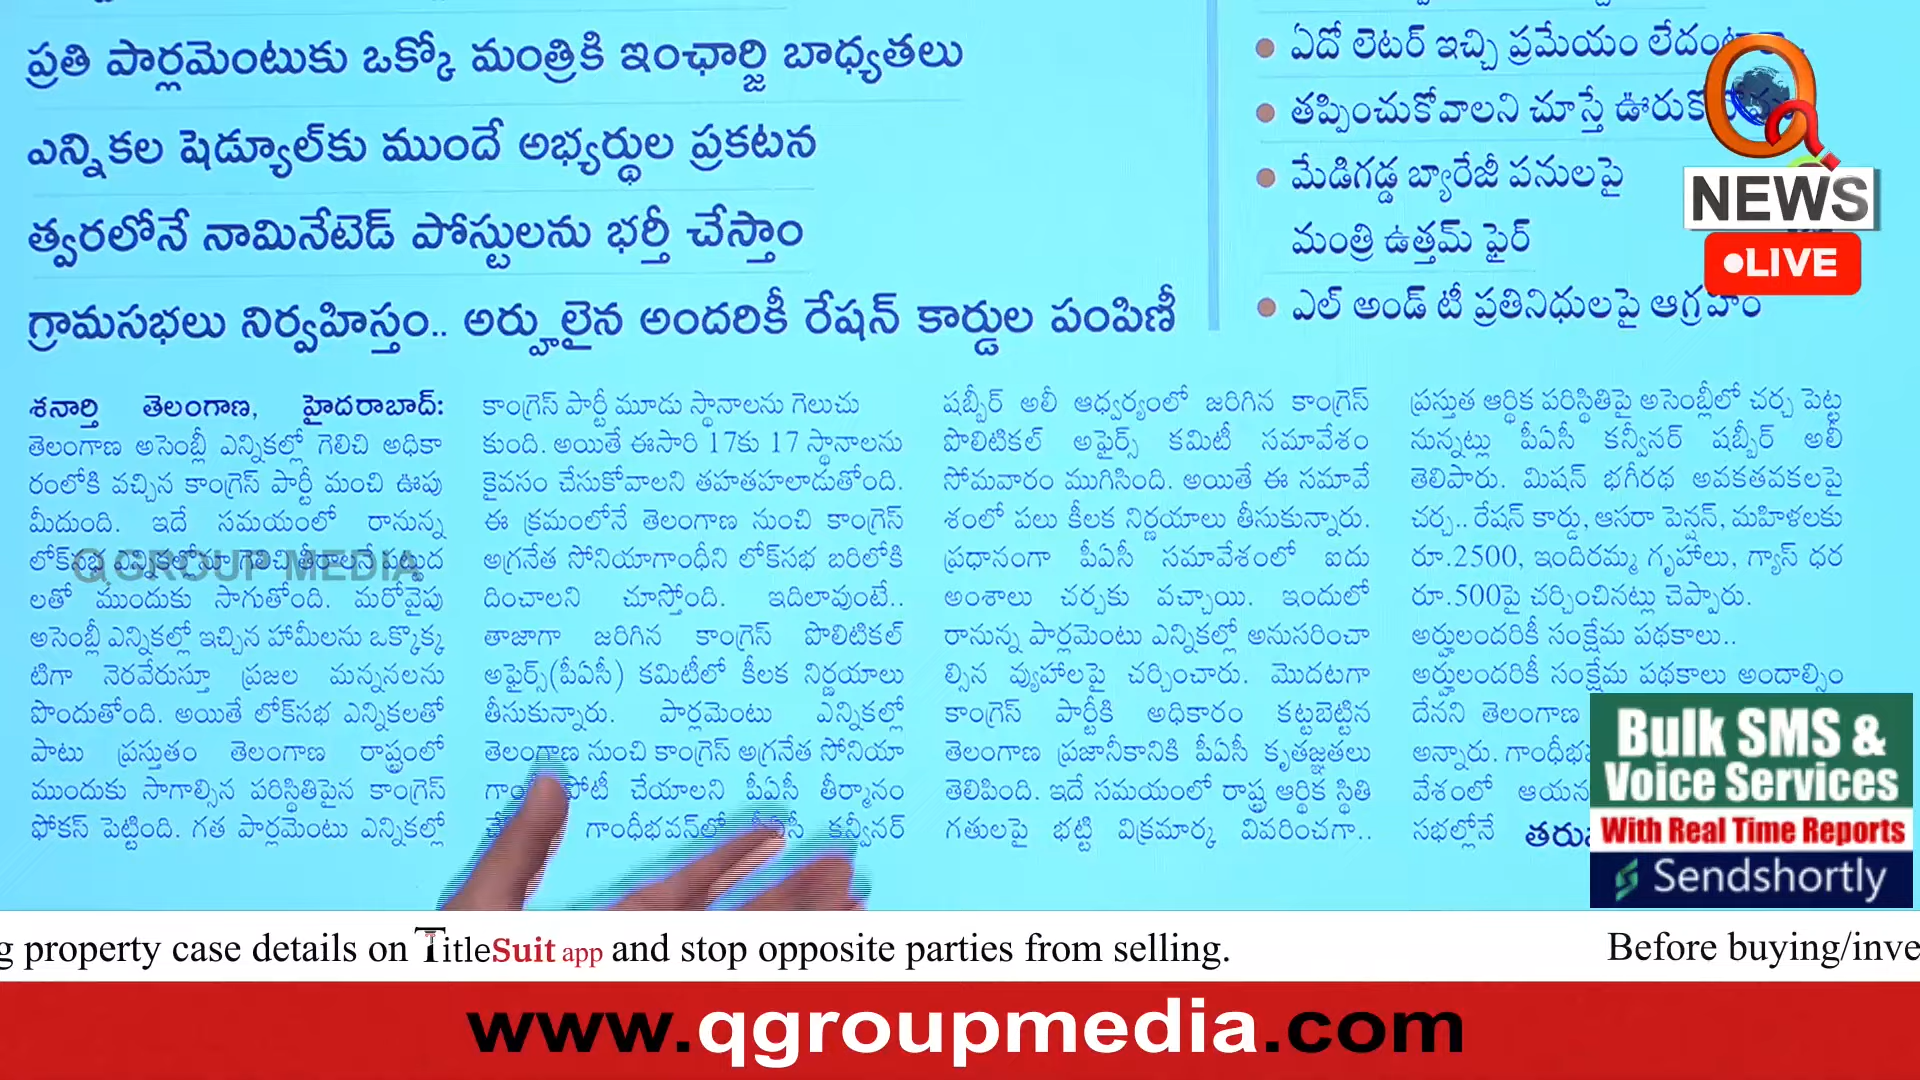 ప్రతి పార్లమెంటుకు ఒక్కో మంత్రికి ఇంఛార్జి బాధ్యతలు
ఎన్నికల షెడ్యూల్‌కు ముందే అభ్యర్థుల ప్రకటన
త్వరలోనే నామినేటెడ్ పోస్టులను భర్తీ చేస్తాం
గ్రామసభలు నిర్వహిస్తం.. అర్హులైన అందరికీ రేషన్ కార్డుల పంపిణీ
ఏదో లెటర్ ఇచ్చి ప్రమేయం
తప్పించుకోవాలని చూస్తే
మేడిగడ్డ బ్యారేజీ పనులపై
మంత్రి ఉత్తమ్ ఫైర్
ఎల్ అండ్ టీ ప్రతినిధులపై ఆగ్రహం
శనార్తి తెలంగాణ, హైదరాబాద్:
తెలంగాణ అసెంబ్లీ ఎన్నికల్లో గెలిచి అధికా
రంలోకి వచ్చిన కాంగ్రెస్ పార్టీ మంచి ఊపు
మీదుంది. ఇదే సమయంలో రానున్న
లోక్‌సభ ఎన్నికల్లోనూ గెలిచి తీరాలనే పట్టుద
లతో ముందుకు సాగుతోంది. మరోవైపు
అసెంబ్లీ ఎన్నికల్లో ఇచ్చిన హామీలను ఒక్కొక్క
టిగా నెరవేరుస్తూ ప్రజల మన్ననలను
పొందుతోంది. అయితే లోక్‌సభ ఎన్నికలతో
పాటు ప్రస్తుతం తెలంగాణ రాష్ట్రంలో
ముందుకు సాగాల్సిన పరిస్థితిపైన కాంగ్రెస్
ఫోకస్ పెట్టింది. గత పార్లమెంటు ఎన్నికల్లో
కాంగ్రెస్ పార్టీ మూడు స్థానాలను గెలుచు
కుంది. అయితే ఈసారి 17కు 17 స్థానాలను
కైవసం చేసుకోవాలని తహతహలాడుతోంది.
ఈ క్రమంలోనే తెలంగాణ నుంచి కాంగ్రెస్
అగ్రనేత సోనియాగాంధీని లోక్‌సభ బరిలోకి
దించాలని చూస్తోంది. ఇదిలావుంటే..
తాజాగా జరిగిన కాంగ్రెస్ పొలిటికల్
అఫైర్స్(పీఏసీ) కమిటీలో కీలక నిర్ణయాలు
తీసుకున్నారు. పార్లమెంటు ఎన్నికల్లో
తెలంగాణ నుంచి కాంగ్రెస్ అగ్రనేత సోనియా
పోటీ చేయాలని పీఏసీ తీర్మానం
గాంధీభవన్‌లో పీఏసీ కన్వీనర్
షబ్బీర్ అలీ ఆధ్వర్యంలో జరిగిన కాంగ్రెస్
పొలిటికల్ అఫైర్స్ కమిటీ సమావేశం
సోమవారం ముగిసింది. అయితే ఈ సమావే
శంలో పలు కీలక నిర్ణయాలు తీసుకున్నారు.
ప్రధానంగా పీఏసీ సమావేశంలో ఐదు
అంశాలు చర్చకు వచ్చాయి. ఇందులో
రానున్న పార్లమెంటు ఎన్నికల్లో అనుసరించా
ల్సిన వ్యుహాలపై చర్చించారు. మొదటగా
కాంగ్రెస్ పార్టీకి అధికారం కట్టబెట్టిన
తెలంగాణ ప్రజానీకానికి పీఏసీ కృతజ్ఞతలు
తెలిపింది. ఇదే సమయంలో రాష్ట్ర ఆర్థిక స్థితి
గతులపై భట్టి విక్రమార్క వివరించగా..
ప్రస్తుత ఆర్థిక పరిస్థితిపై అసెంబ్లీలో చర్చ పెట్ట
నున్నట్లు పీఏసీ కన్వీనర్ షబ్బీర్ అలీ
తెలిపారు. మిషన్ భగీరథ అవకతవకలపై
చర్చ.. రేషన్ కార్డు, ఆసరా పెన్షన్, మహిళలకు
రూ.2500, ఇందిరమ్మ గృహాలు, గ్యాస్ ధర
రూ.500పై చర్చించినట్లు చెప్పారు.
అర్హులందరికీ సంక్షేమ పథకాలు..
అర్హులందరికీ సంక్షేమ పథకాలు అందాల్సిం
దేనని తెలంగాణ
అన్నారు.
వేశంలో
సభల్లోనే
Q GROUP MEDIA
NEWS
LIVE
Bulk SMS &
Voice Services
With Real Time Reports
Sendshortly
g property case details on TitleSuit app and stop opposite parties from selling. Before buying/inve
www.qgroupmedia.com